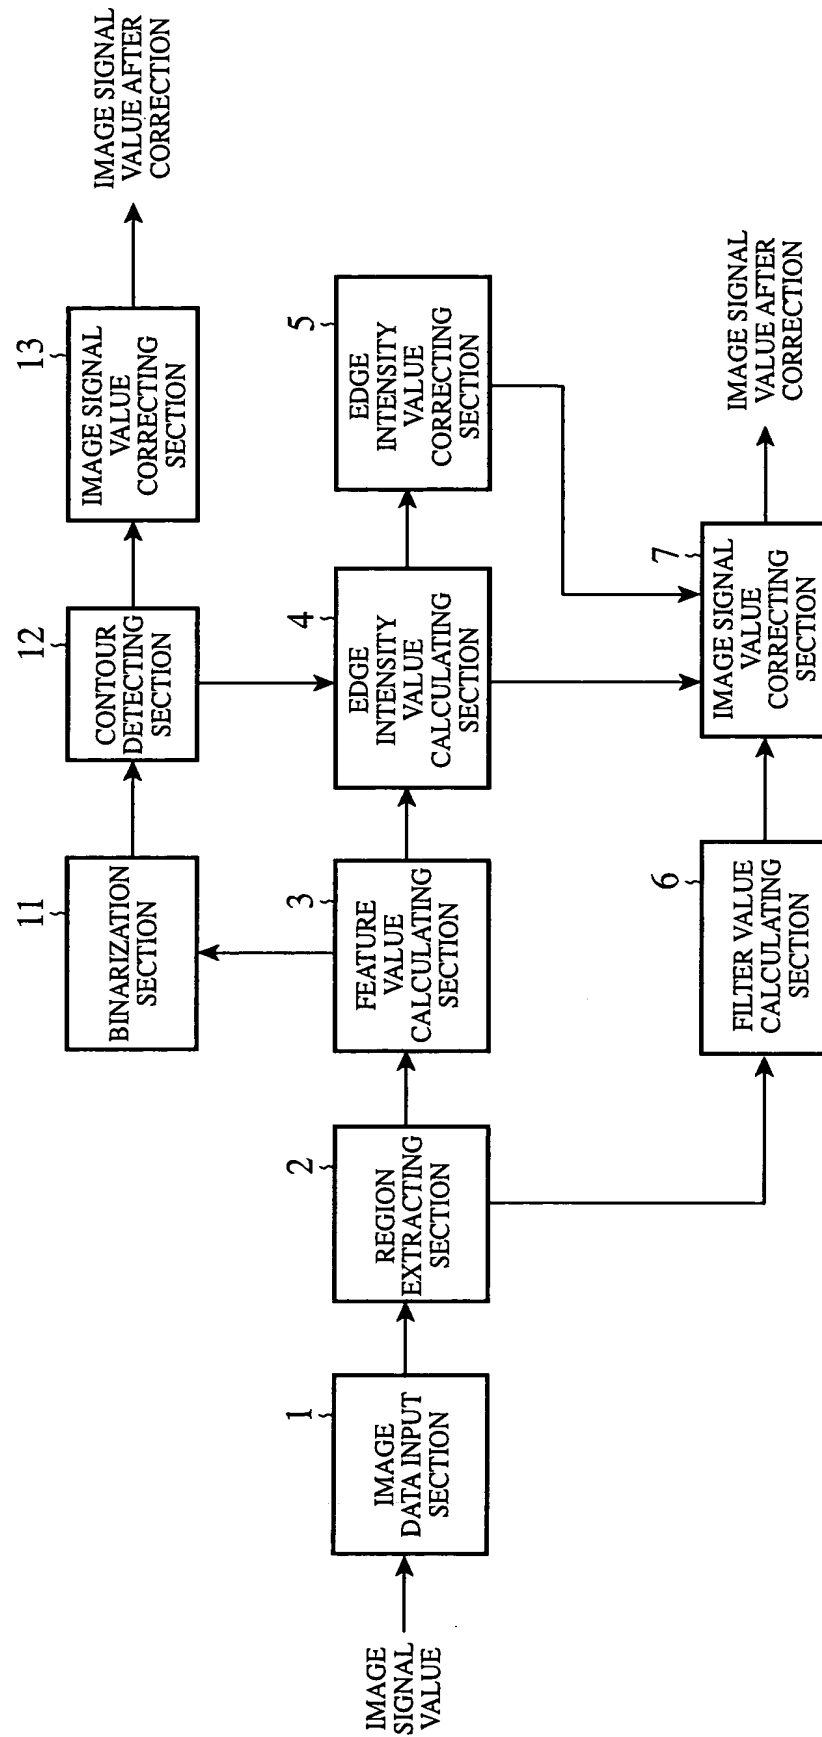 IMAGE
SIGNAL
VALUE
1
IMAGE
DATA INPUT
SECTION
2
REGION
EXTRACTING
SECTION
3
FEATURE
VALUE
CALCULATING
SECTION
4
EDGE
INTENSITY
VALUE
CALCULATING
SECTION
5
EDGE
INTENSITY
VALUE
CORRECTING
SECTION
11
BINARIZATION
SECTION
12
CONTOUR
DETECTING
SECTION
13
IMAGE SIGNAL
VALUE
CORRECTING
SECTION
IMAGE SIGNAL
VALUE AFTER
CORRECTION
6
FILTER VALUE
CALCULATING
SECTION
7
IMAGE SIGNAL
VALUE
CORRECTING
SECTION
IMAGE SIGNAL
VALUE AFTER
CORRECTION